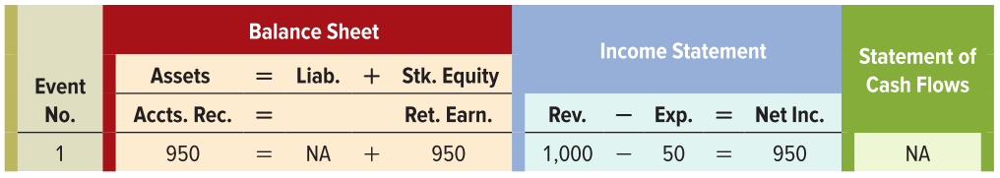 Balance Sheet
Income Statement
Statement of
Cash Flows
Event
No.
Assets = Liab. + Stk. Equity
Accts. Rec. = Ret. Earn. Rev. − Exp. = Net Inc.
1 950 = NA + 950 1,000 − 50 = 950 NA